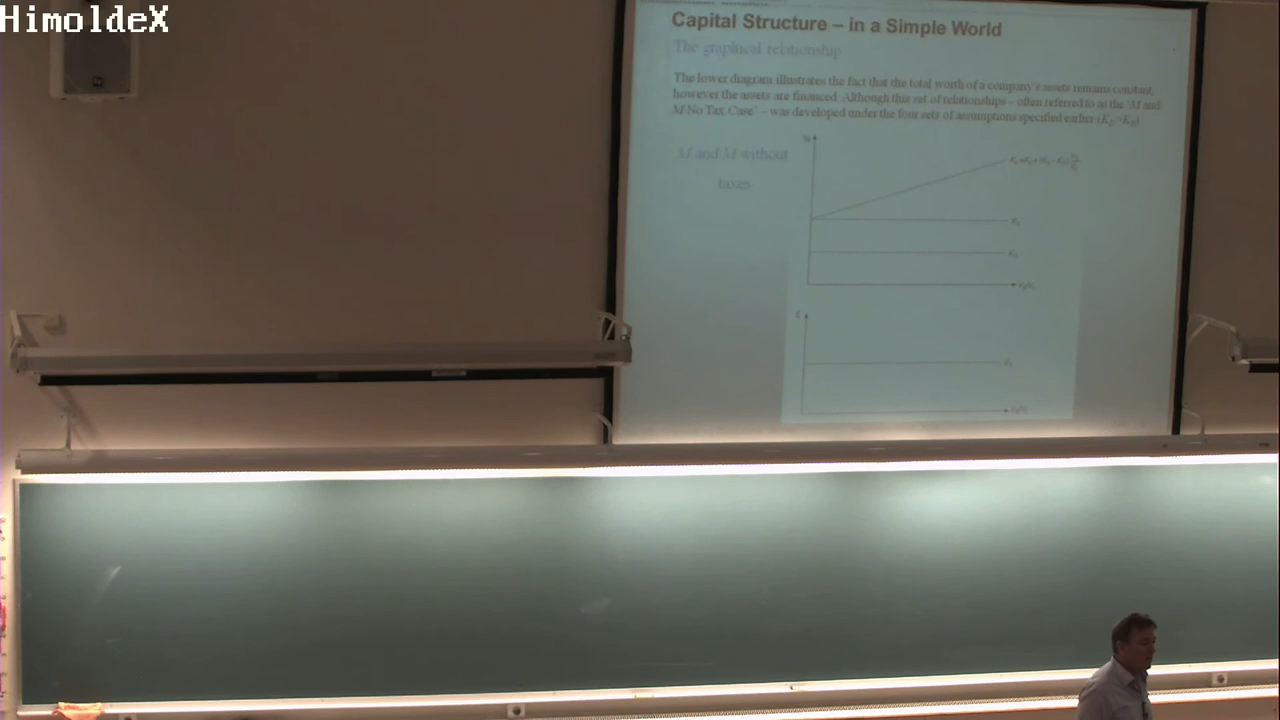 HimoldeX
Capital Structure – in a Simple World
The graphical relationship
The lower diagram illustrates the fact that the total worth of a company's assets remains constant,
however the assets are financed. Although this set of relationships – often referred to as the 'M and
M No Tax Case' – was developed under the four sets of assumptions specified earlier
M and M without
taxes